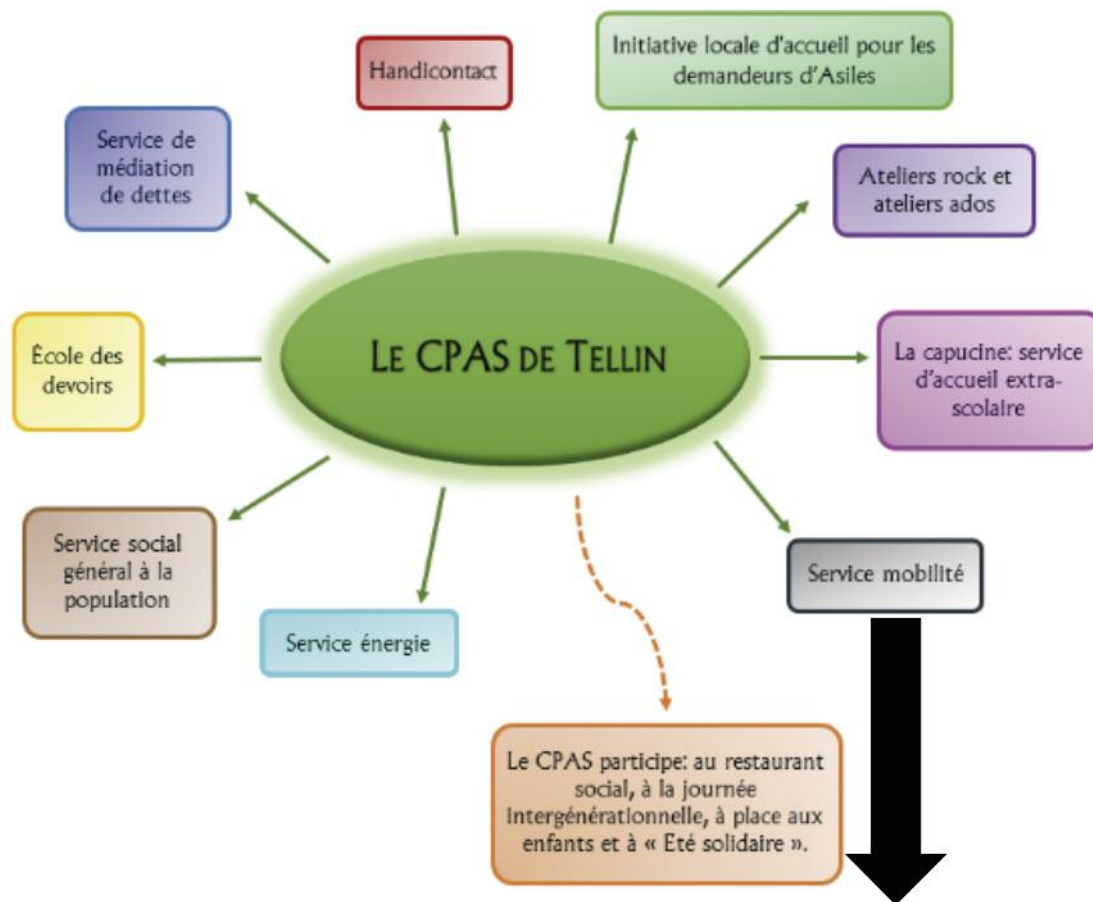 Handicontact
Initiative locale d'accueil pour les
demandeurs d'Asiles
Service de
médiation
de dettes
Ateliers rock et
ateliers ados
LE CPAS DE TELLIN
École des
devoirs
La capucine: service
d'accueil extra-
scolaire
Service social
général à la
population
Service énergie
Service mobilité
Le CPAS participe: au restaurant
social, à la journée
intergénérationnelle, à place aux
enfants et à « Eté solidaire ».